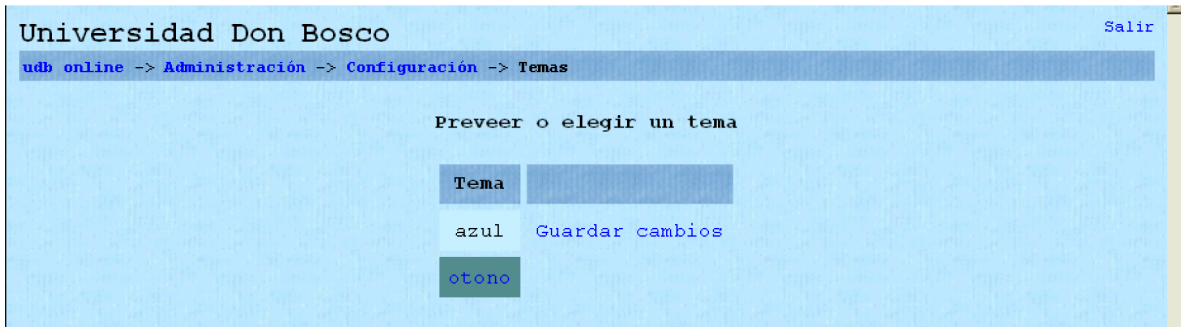 Universidad Don Bosco
Salir
udb online -> Administración -> Configuración -> Temas
Preveer o elegir un tema
Tema
azul Guardar cambios
otono